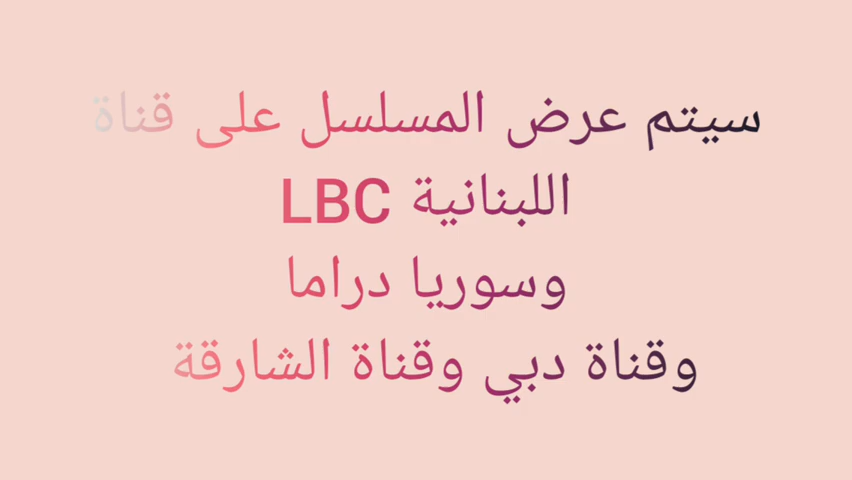 سيتم عرض المسلسل على قناة
LBC اللبنانية
وسوريا دراما
وقناة دبي وقناة الشارقة